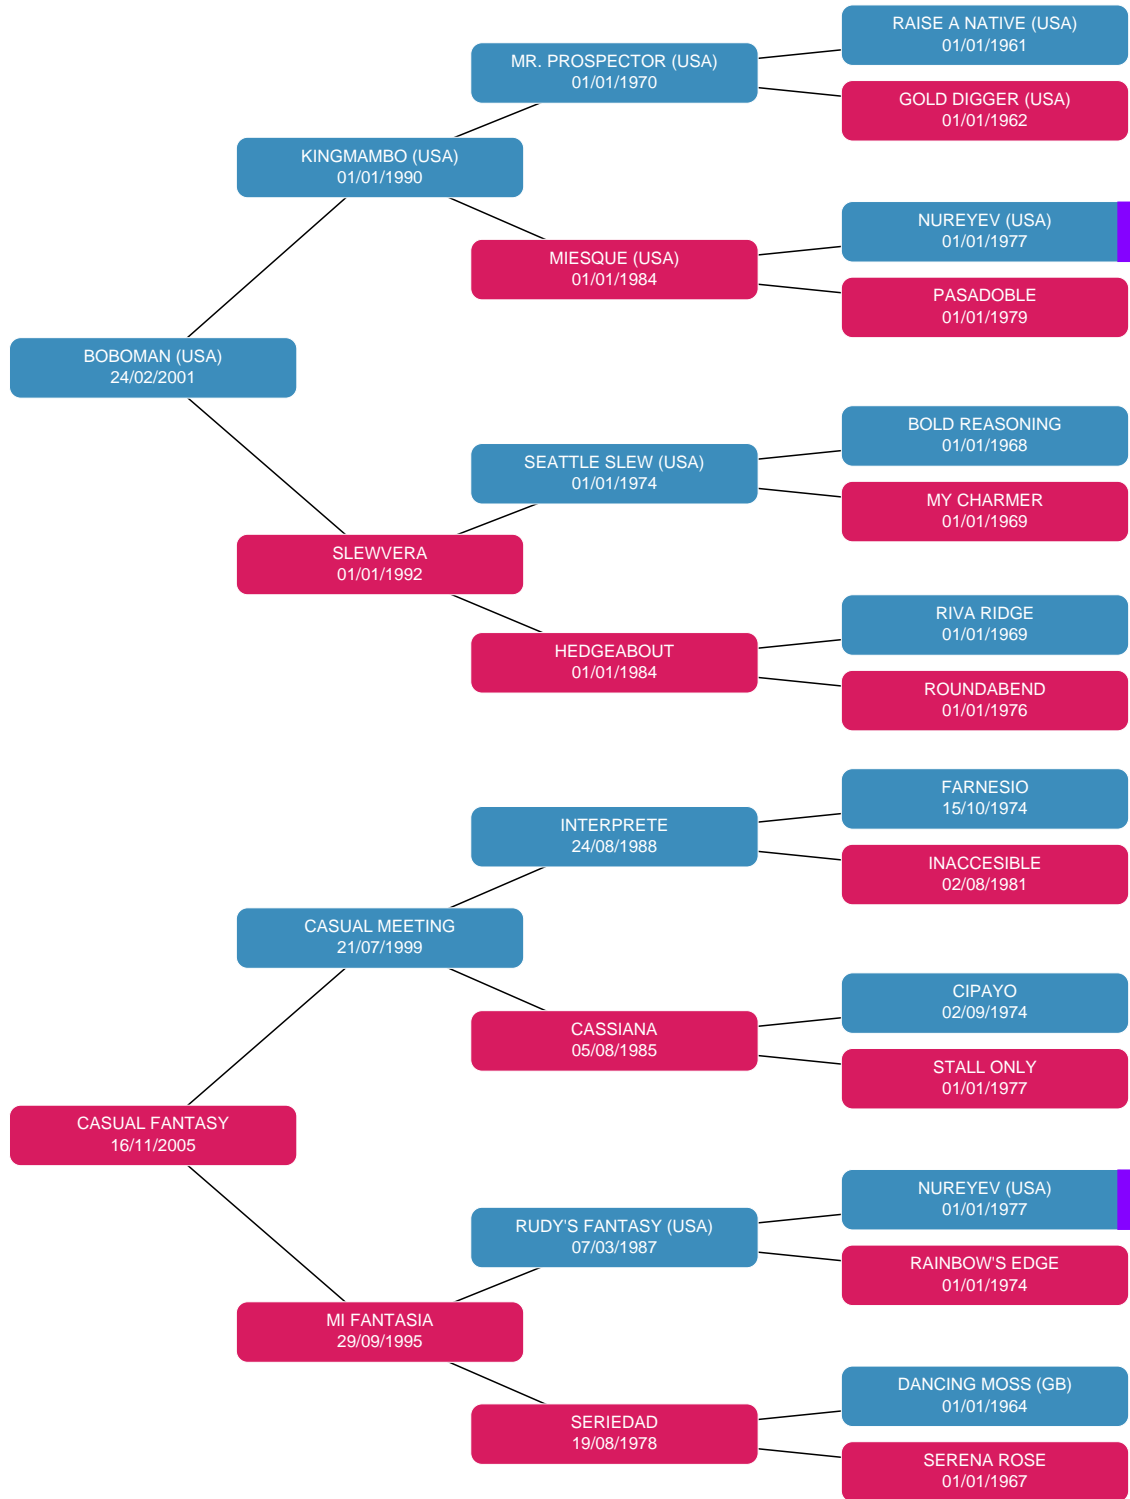 RAISE A NATIVE (USA)
01/01/1961
MR. PROSPECTOR (USA)
01/01/1970
GOLD DIGGER (USA)
01/01/1962
KINGMAMBO (USA)
01/01/1990
NUREYEV (USA)
01/01/1977
MIESQUE (USA)
01/01/1984
PASADOBLE
01/01/1979
BOBOMAN (USA)
24/02/2001
BOLD REASONING
01/01/1968
SEATTLE SLEW (USA)
01/01/1974
MY CHARMER
01/01/1969
SLEWVERA
01/01/1992
RIVA RIDGE
01/01/1969
HEDGEABOUT
01/01/1984
ROUNDABEND
01/01/1976
FARNESIO
15/10/1974
INTERPRETE
24/08/1988
INACCESIBLE
02/08/1981
CASUAL MEETING
21/07/1999
CIPAYO
02/09/1974
CASSIANA
05/08/1985
STALL ONLY
01/01/1977
CASUAL FANTASY
16/11/2005
NUREYEV (USA)
01/01/1977
RUDY'S FANTASY (USA)
07/03/1987
RAINBOW'S EDGE
01/01/1974
MI FANTASIA
29/09/1995
DANCING MOSS (GB)
01/01/1964
SERIEDAD
19/08/1978
SERENA ROSE
01/01/1967